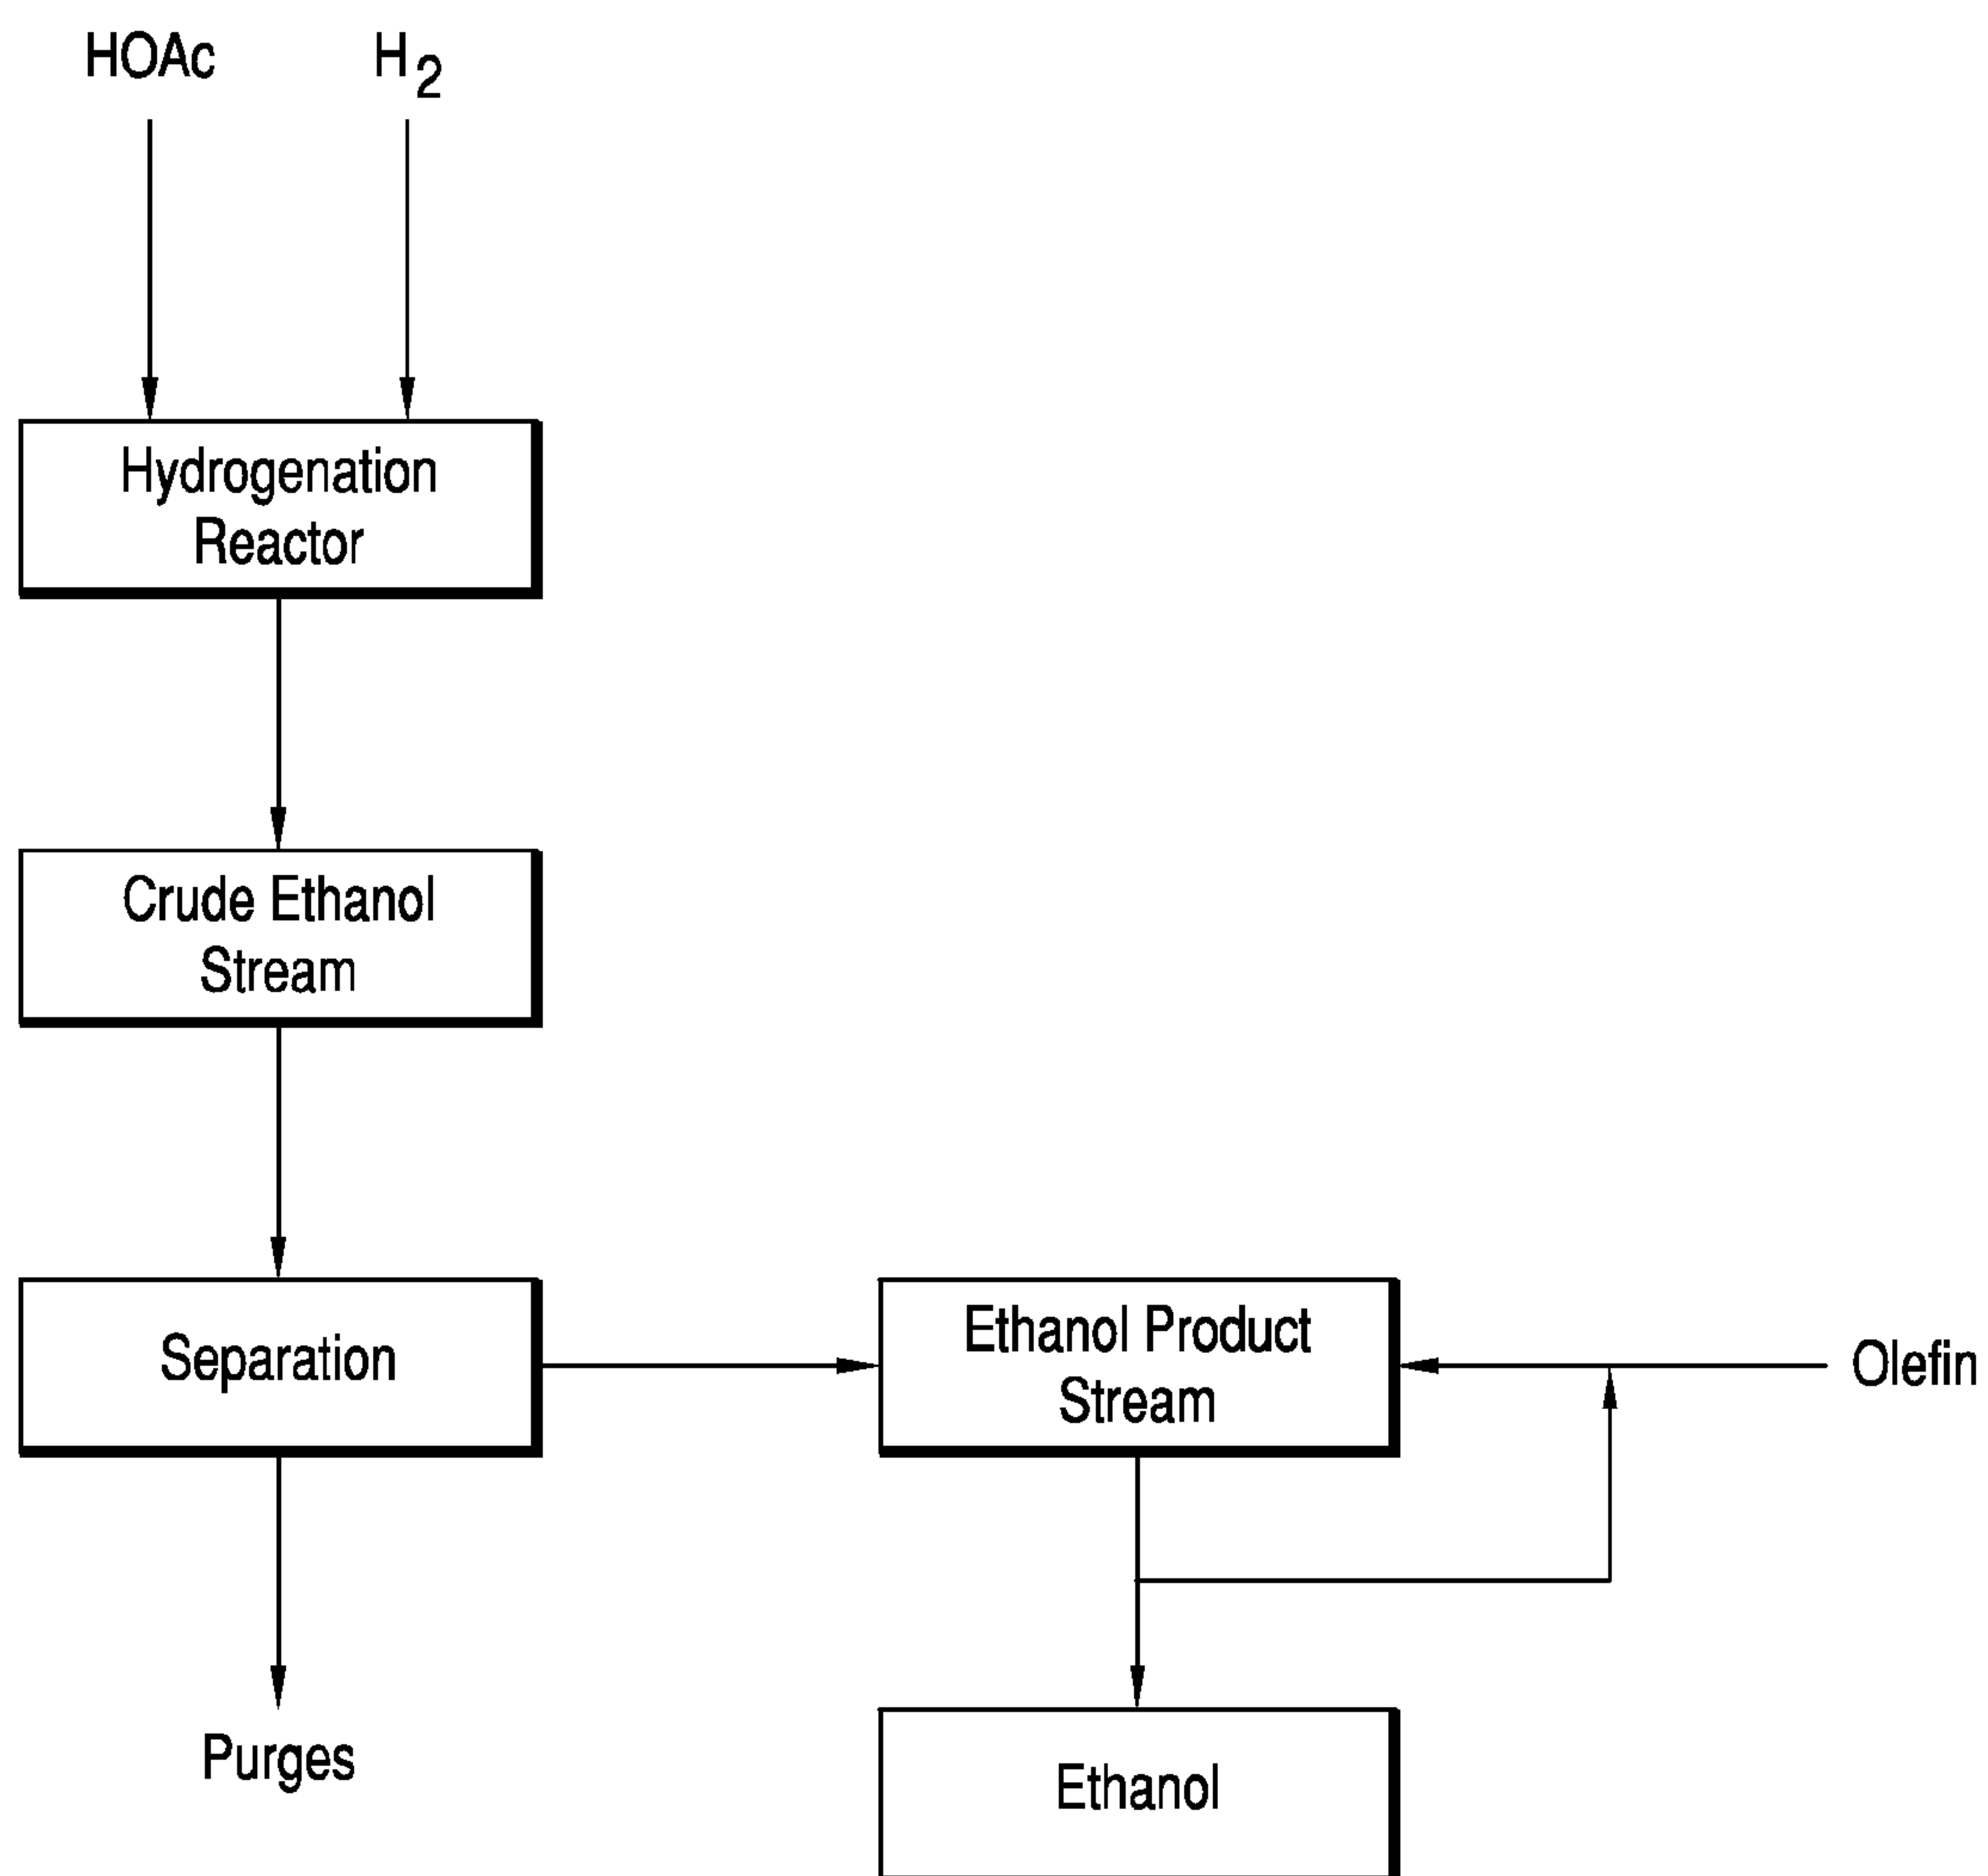 HOAc
H2
Hydrogenation
Reactor
Crude Ethanol
Stream
Separation
Ethanol Product
Stream
Olefin
Purges
Ethanol